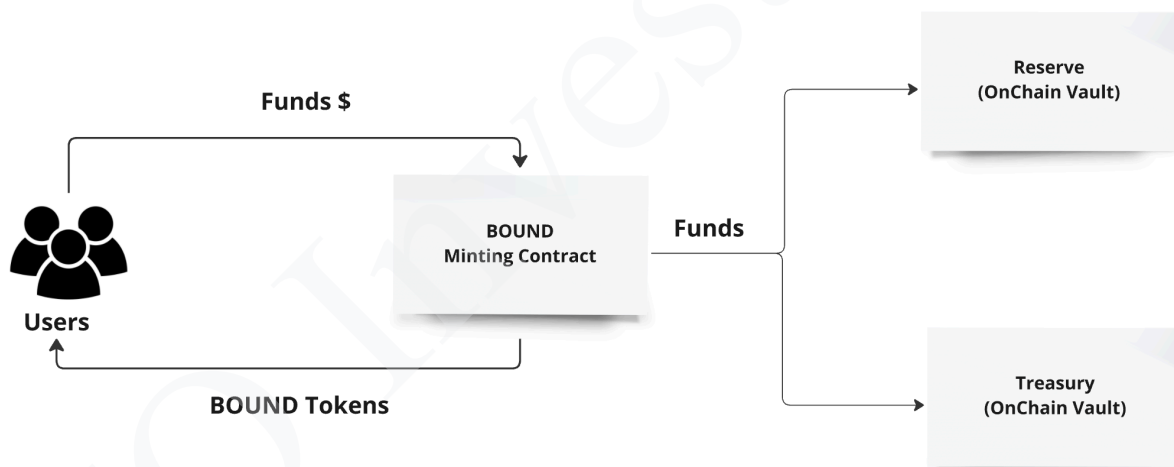 Funds $
Reserve
(OnChain Vault)
BOUND
Minting Contract
Funds
Users
BOUND Tokens
Treasury
(OnChain Vault)